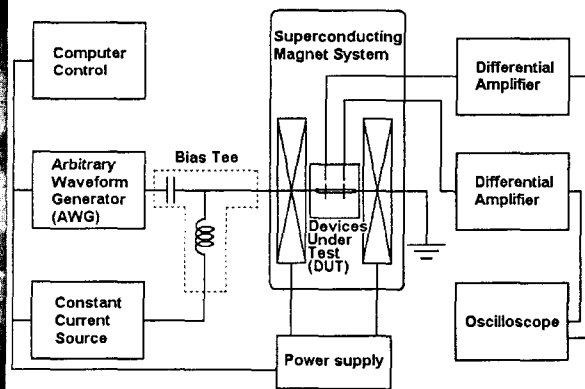 Computer
Control
Superconducting
Magnet System
Differential
Amplifier
Bias Tee
Arbitrary
Waveform
Generator
(AWG)
Differential
Amplifier
Devices
Under
Test
(DUT)
Constant
Current
Source
Power supply
Oscilloscope